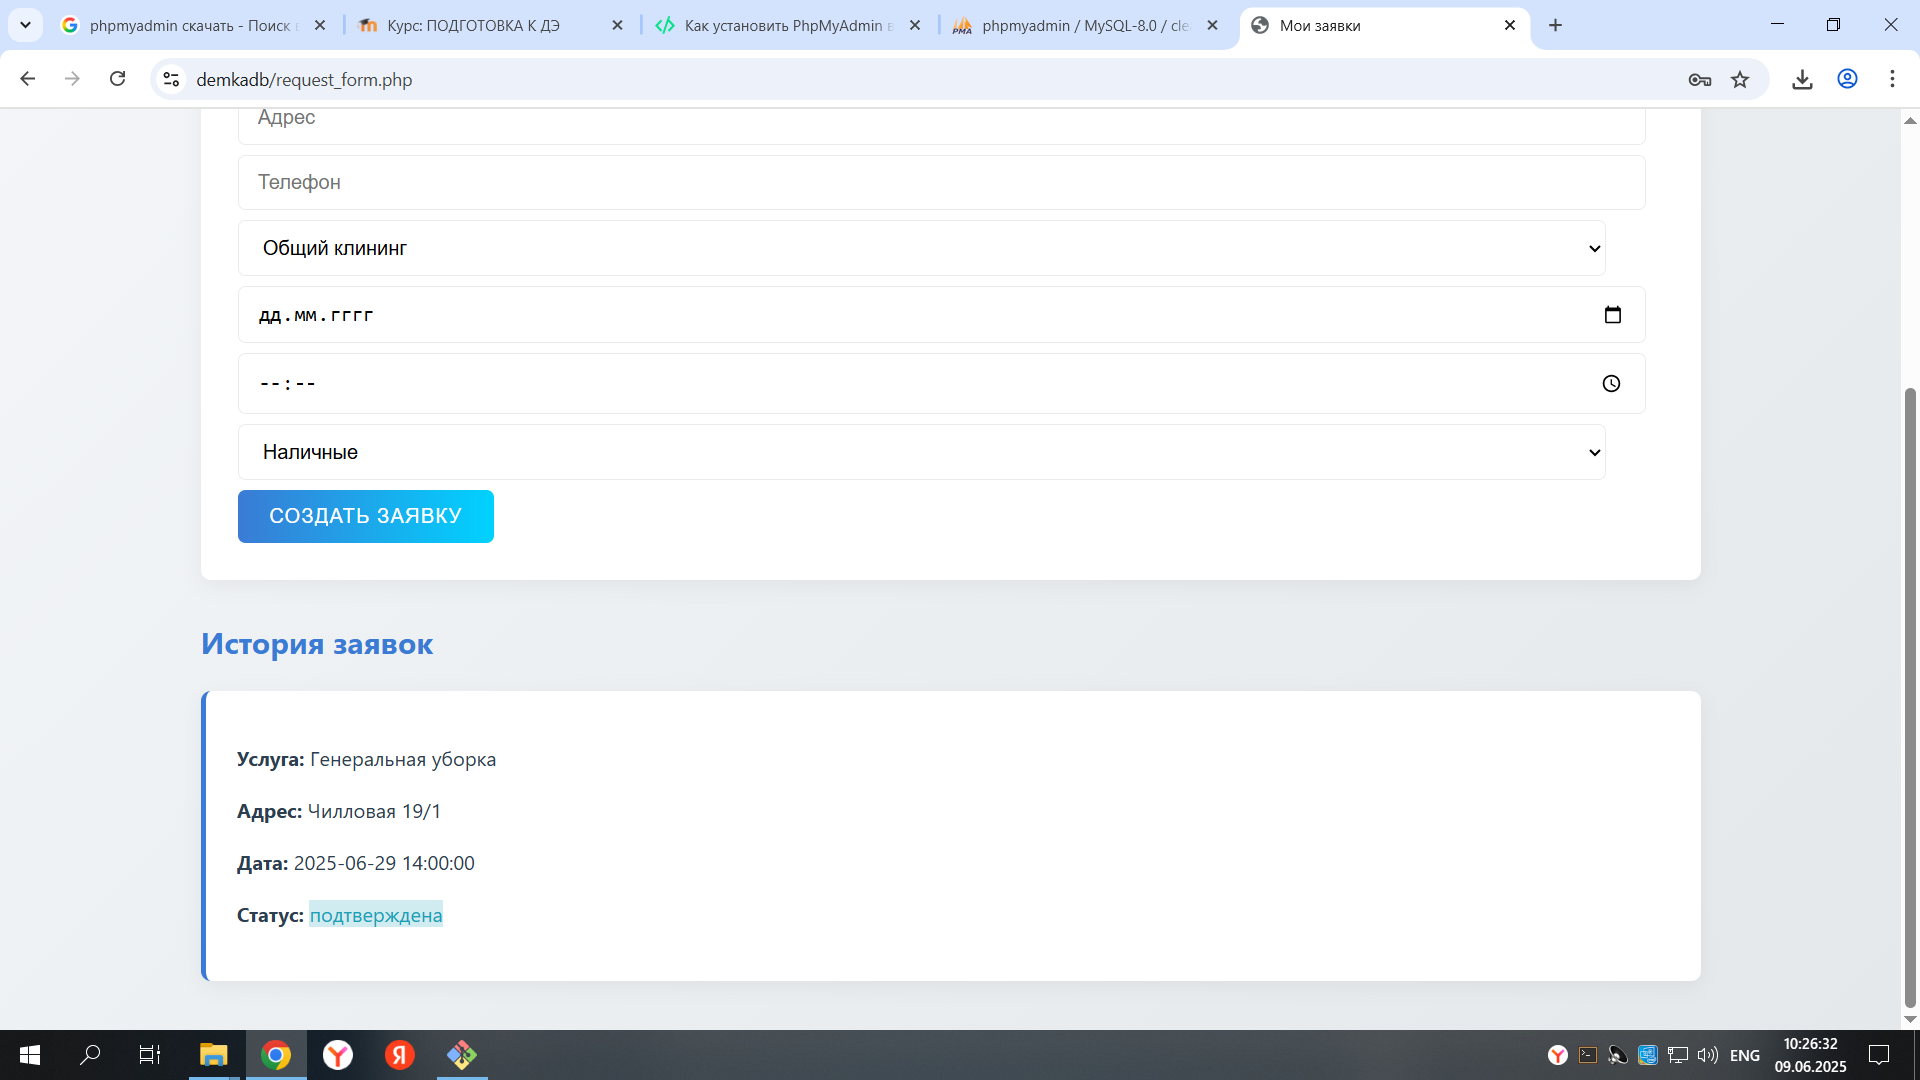 phpmyadmin скачать - Поиск в
Курс: ПОДГОТОВКА К ДЭ
Как установить PhpMyAdmin в
phpmyadmin / MySQL-8.0 / cle
Мои заявки
demkadb/request_form.php
Адрес
Телефон
Общий клининг
дд.мм.гггг
--:--
Наличные
СОЗДАТЬ ЗАЯВКУ
История заявок
Услуга: Генеральная уборка
Адрес: Чилловая 19/1
Дата: 2025-06-29 14:00:00
Статус: подтверждена
ENG
10:26:32
09.06.2025